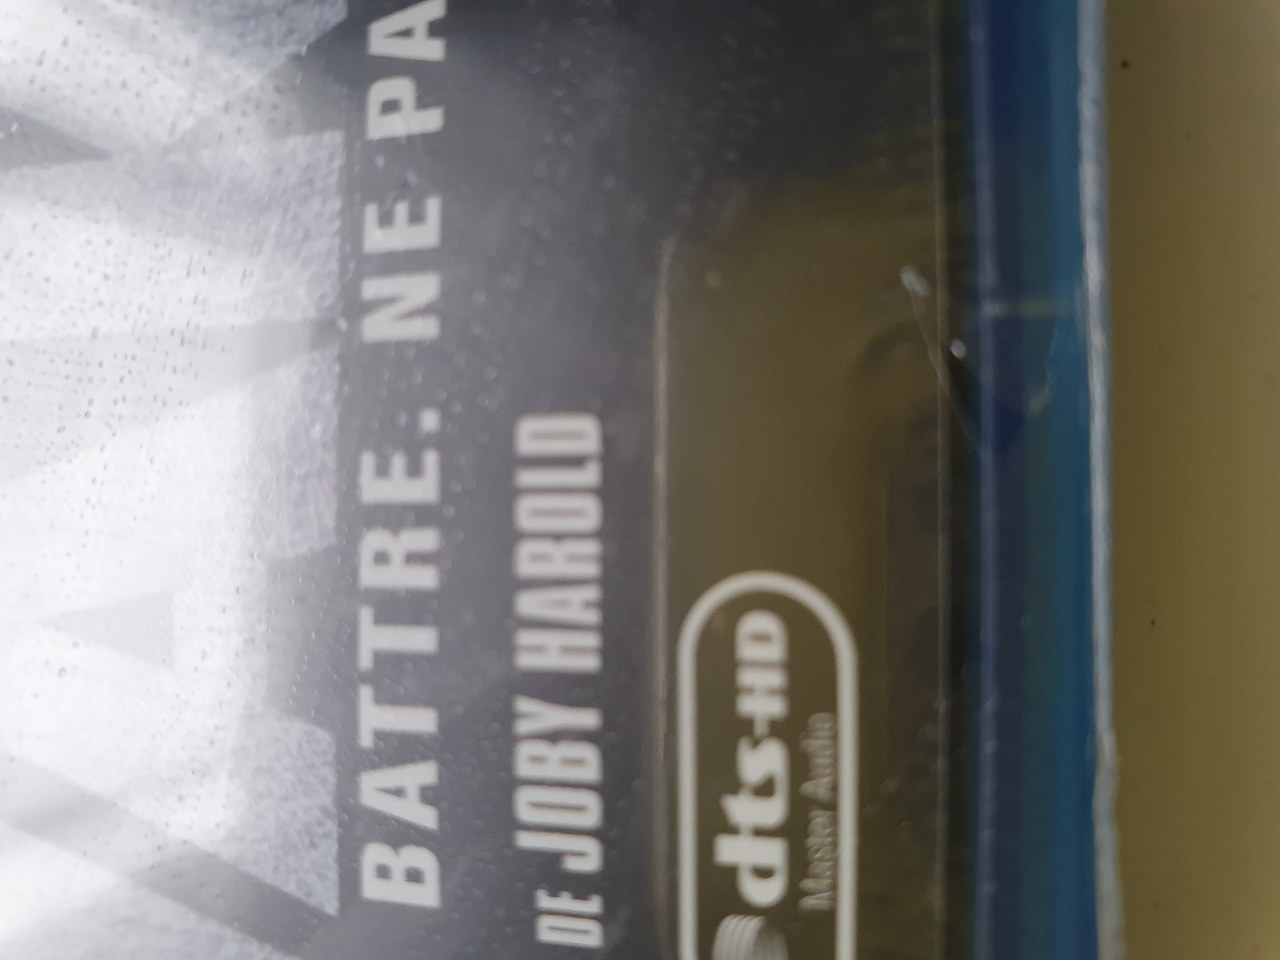 BATTRE. NE PA
DE JOBY HAROLD
dts-HD
Master Audio